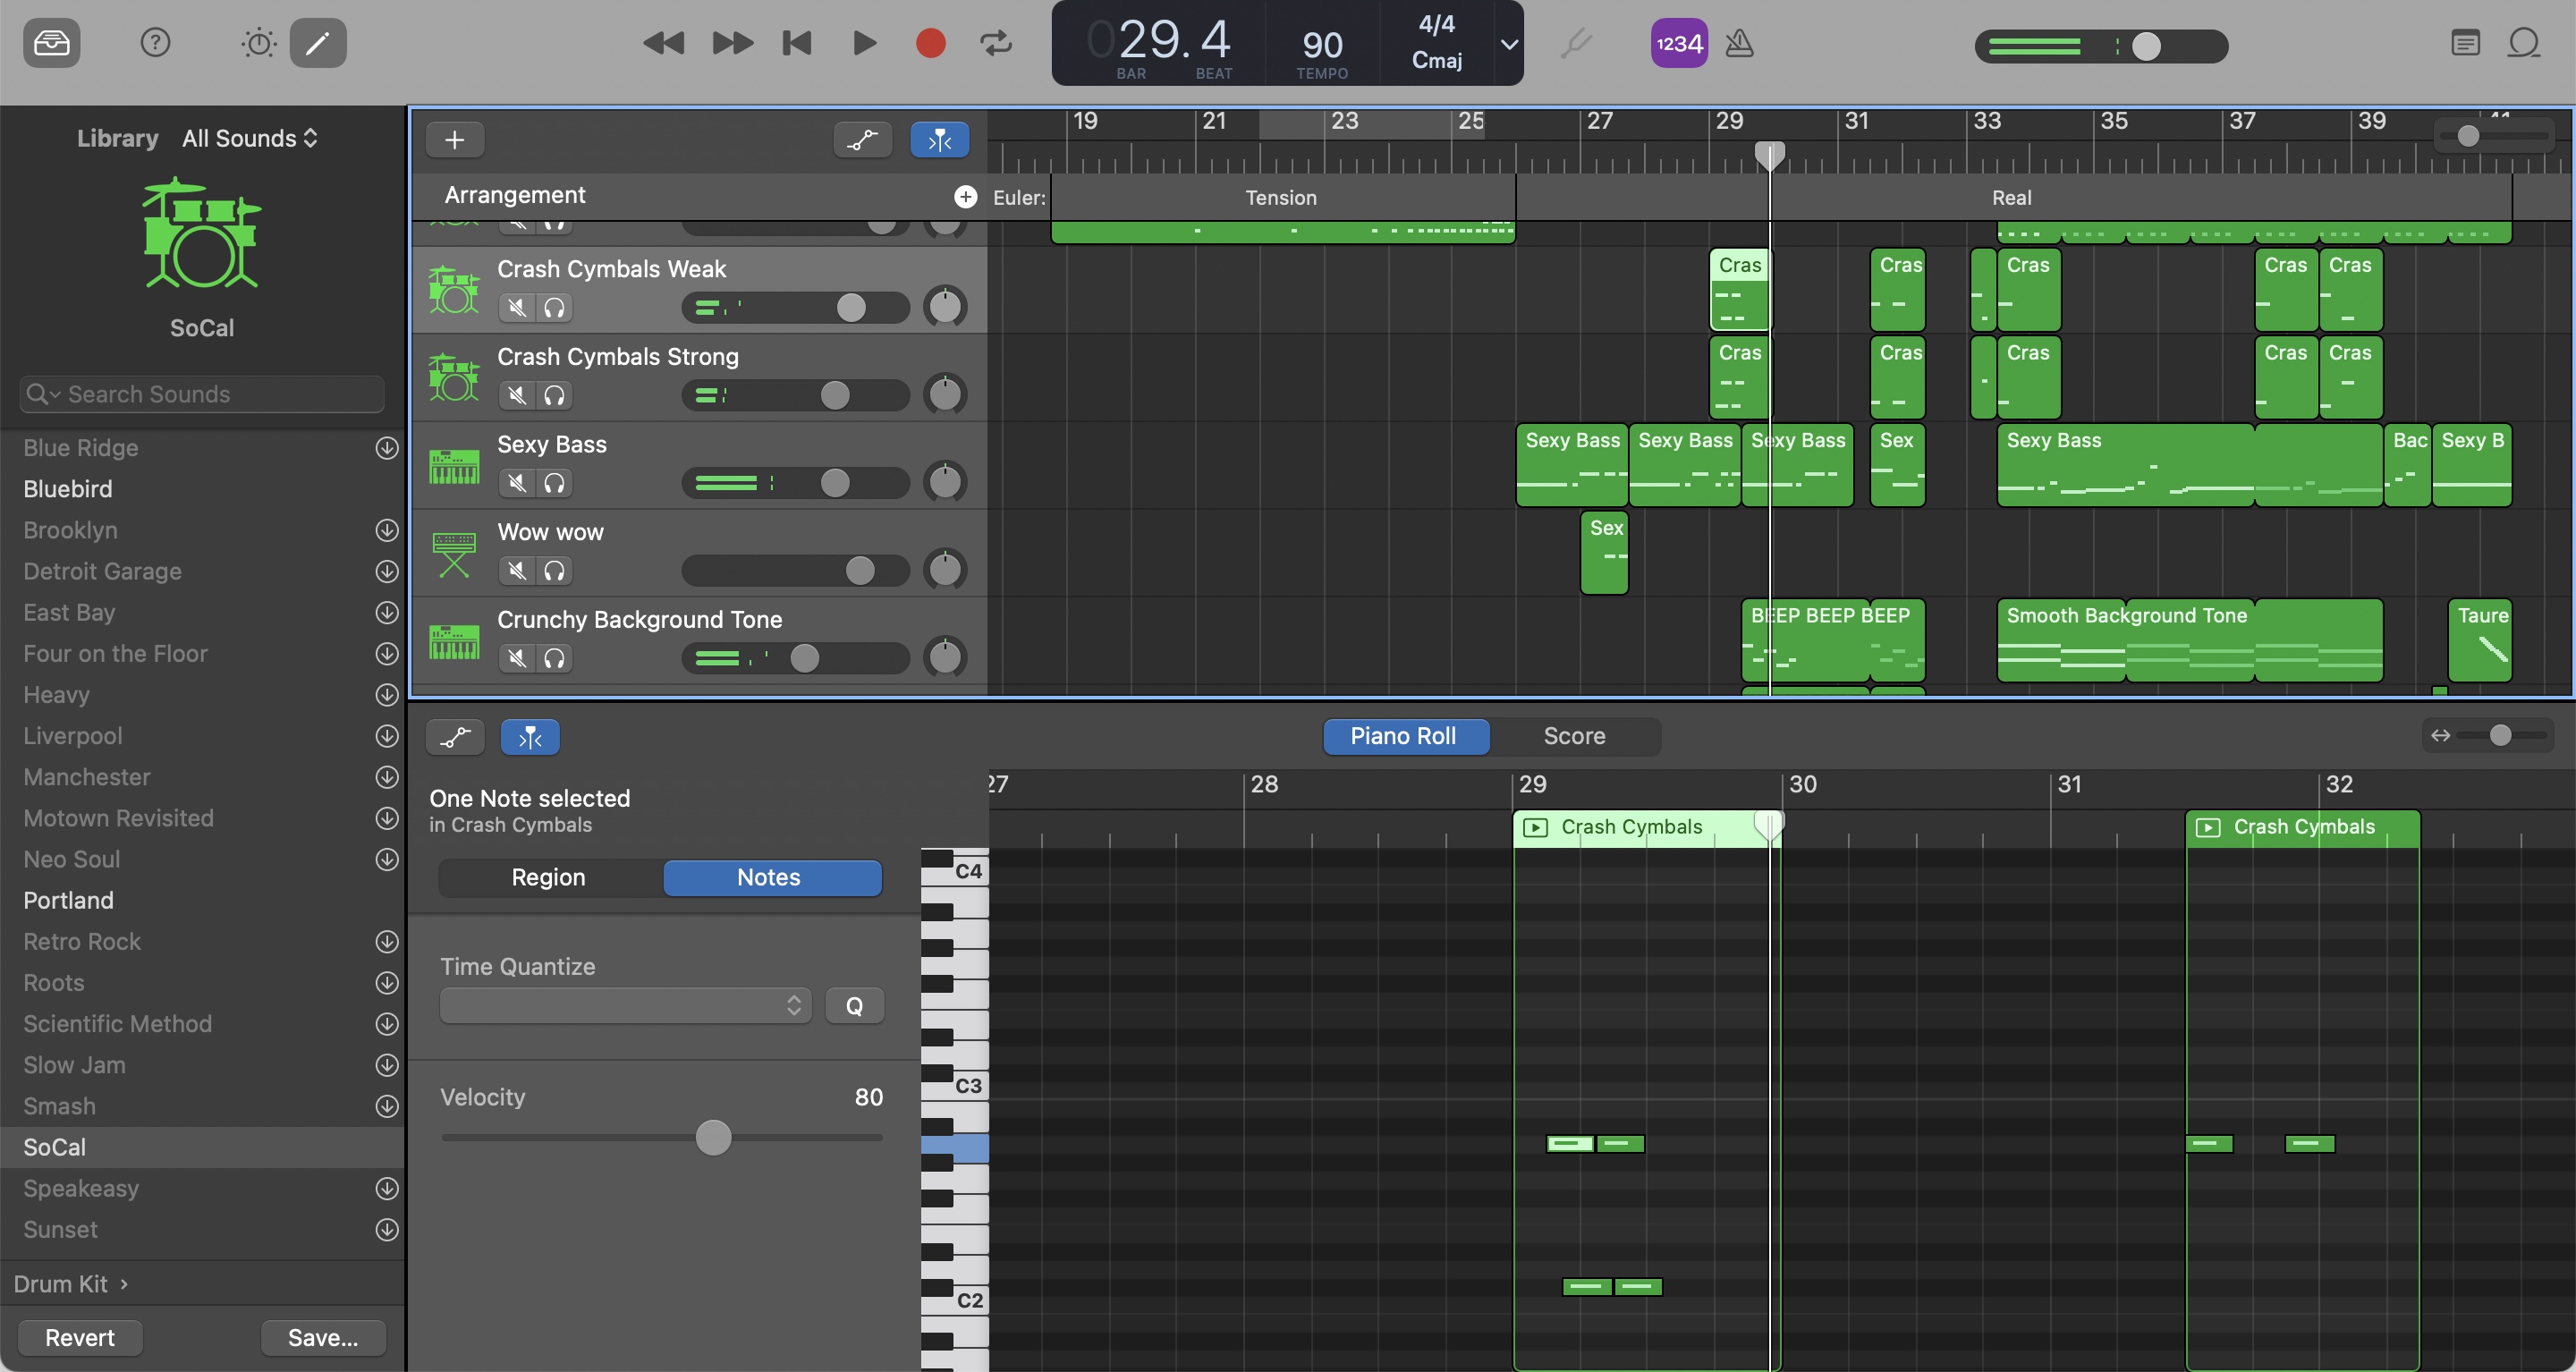 029.4
BAR BEAT
90
TEMPO
4/4
Cmaj
1234
Library All Sounds
SoCal
Search Sounds
Blue Ridge
Bluebird
Brooklyn
Detroit Garage
East Bay
Four on the Floor
Heavy
Liverpool
Manchester
Motown Revisited
Neo Soul
Portland
Retro Rock
Roots
Scientific Method
Slow Jam
Smash
SoCal
Speakeasy
Sunset
Drum Kit ›
Revert Save...
19 21 23 25 27 29 31 33 35 37 39 41
Arrangement Euler: Tension Real
Crash Cymbals Weak
Cras Cras Cras Cras Cras
Crash Cymbals Strong
Cras Cras Cras Cras Cras
Sexy Bass
Sexy Bass Sexy Bass Sexy Bass Sex Sexy Bass Bac Sexy B
Wow wow
Sex
Crunchy Background Tone
BEEP BEEP BEEP Smooth Background Tone Taure
Piano Roll Score
27 28 29 30 31 32
One Note selected
in Crash Cymbals
Crash Cymbals Crash Cymbals
Region Notes
Time Quantize
Q
Velocity 80
C4
C3
C2